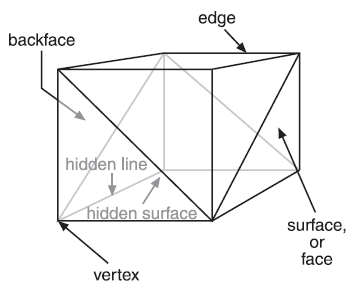 edge
backface
hidden line
hidden surface
surface,
or
face
vertex